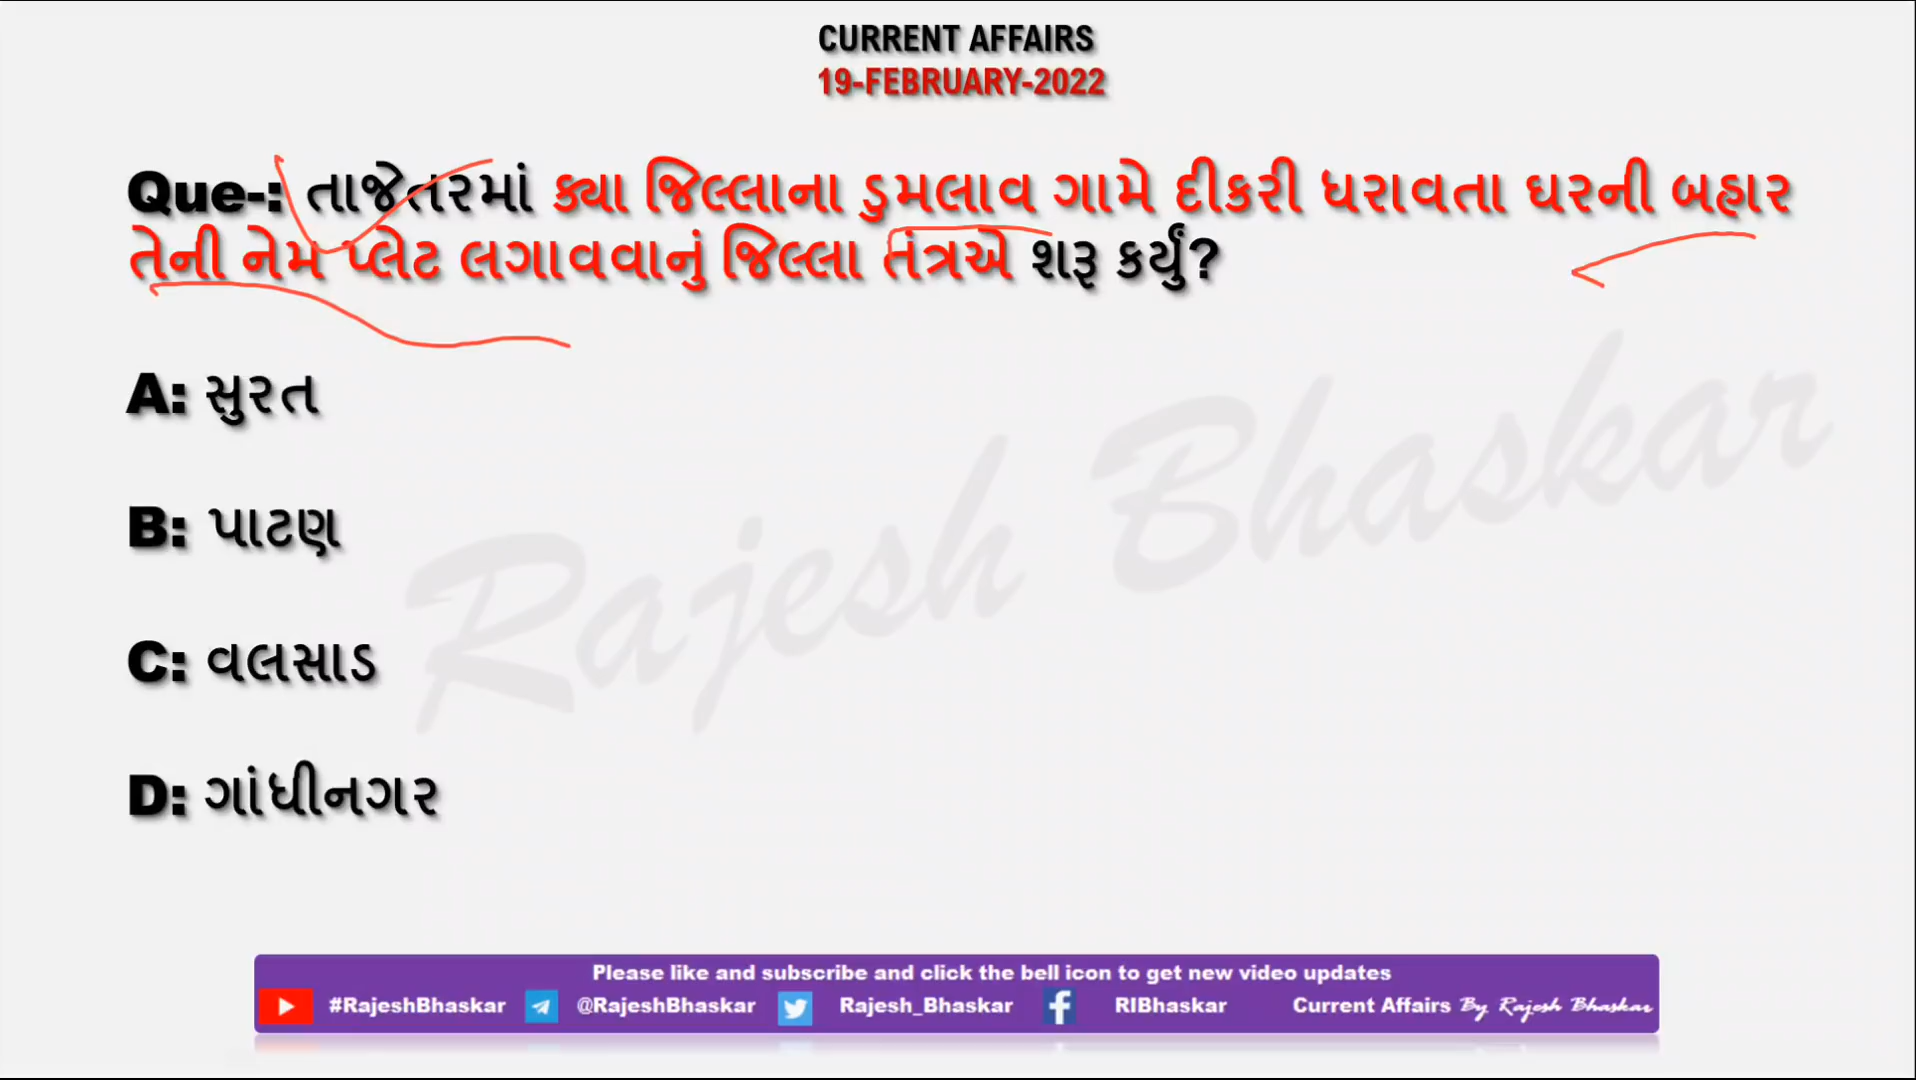 CURRENT AFFAIRS
19-FEBRUARY-2022
Que-: તાજેતરમાં ક્યા જિલ્લાના ડુમલાવ ગામે દીકરી ધરાવતા ઘરની બહાર
તેની નેમ પ્લેટ લગાવવાનું જિલ્લા તંત્રએ શરૂ કર્યું?
A: સુરત
B: પાટણ
C: વલસાડ
D: ગાંધીનગર
Rajesh Bhaskar
Please like and subscribe and click the bell icon to get new video updates
#RajeshBhaskar @RajeshBhaskar Rajesh_Bhaskar RIBhaskar Current Affairs By Rajesh Bhaskar